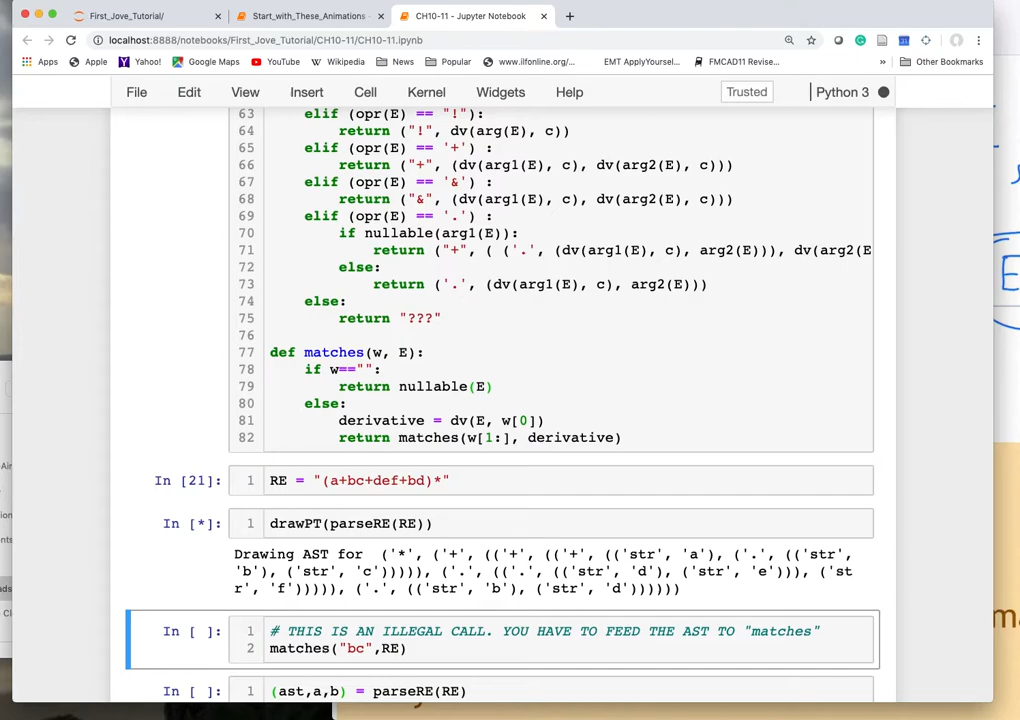 First_Jove_Tutorial/
Start_with_These_Animations -
CH10-11 - Jupyter Notebook
localhost:8888/notebooks/First_Jove_Tutorial/CH10-11/CH10-11.ipynb
Apps Apple Yahoo! Google Maps YouTube Wikipedia News Popular www.ilfonline.org/... EMT ApplyYoursel... FMCAD11 Revise... » Other Bookmarks
File Edit View Insert Cell Kernel Widgets Help Trusted Python 3
63 elif (opr(E) == "!"):
64 return ("!", dv(arg(E), c))
65 elif (opr(E) == '+') :
66 return ("+", (dv(arg1(E), c), dv(arg2(E), c)))
67 elif (opr(E) == '&') :
68 return ("&", (dv(arg1(E), c), dv(arg2(E), c)))
69 elif (opr(E) == '.') :
70 if nullable(arg1(E)):
71 return ("+", ( ('.', (dv(arg1(E), c), arg2(E))), dv(arg2(E
72 else:
73 return ('.', (dv(arg1(E), c), arg2(E)))
74 else:
75 return "???"
76
77 def matches(w, E):
78 if w=="":
79 return nullable(E)
80 else:
81 derivative = dv(E, w[0])
82 return matches(w[1:], derivative)
In [21]: 1 RE = "(a+bc+def+bd)*"
In [*]: 1 drawPT(parseRE(RE))
Drawing AST for ('*', ('+', (('+', (('+', (('str', 'a'), ('.', (('str',
'b'), ('str', 'c'))))), ('.', (('.', (('str', 'd'), ('str', 'e'))), ('st
r', 'f'))))), ('.', (('str', 'b'), ('str', 'd'))))))
In [ ]: 1 # THIS IS AN ILLEGAL CALL. YOU HAVE TO FEED THE AST TO "matches"
2 matches("bc",RE)
In [ ]: 1 (ast,a,b) = parseRE(RE)